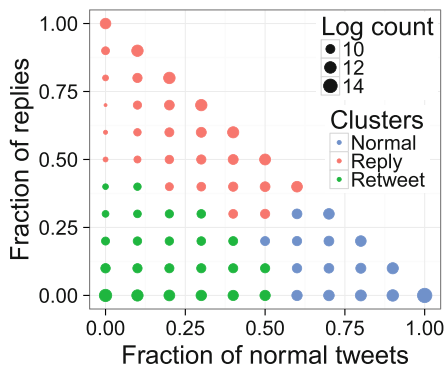 Log count
10
12
14
Clusters
Normal
Reply
Retweet
Fraction of replies
1.00
0.75
0.50
0.25
0.00
0.00 0.25 0.50 0.75 1.00
Fraction of normal tweets